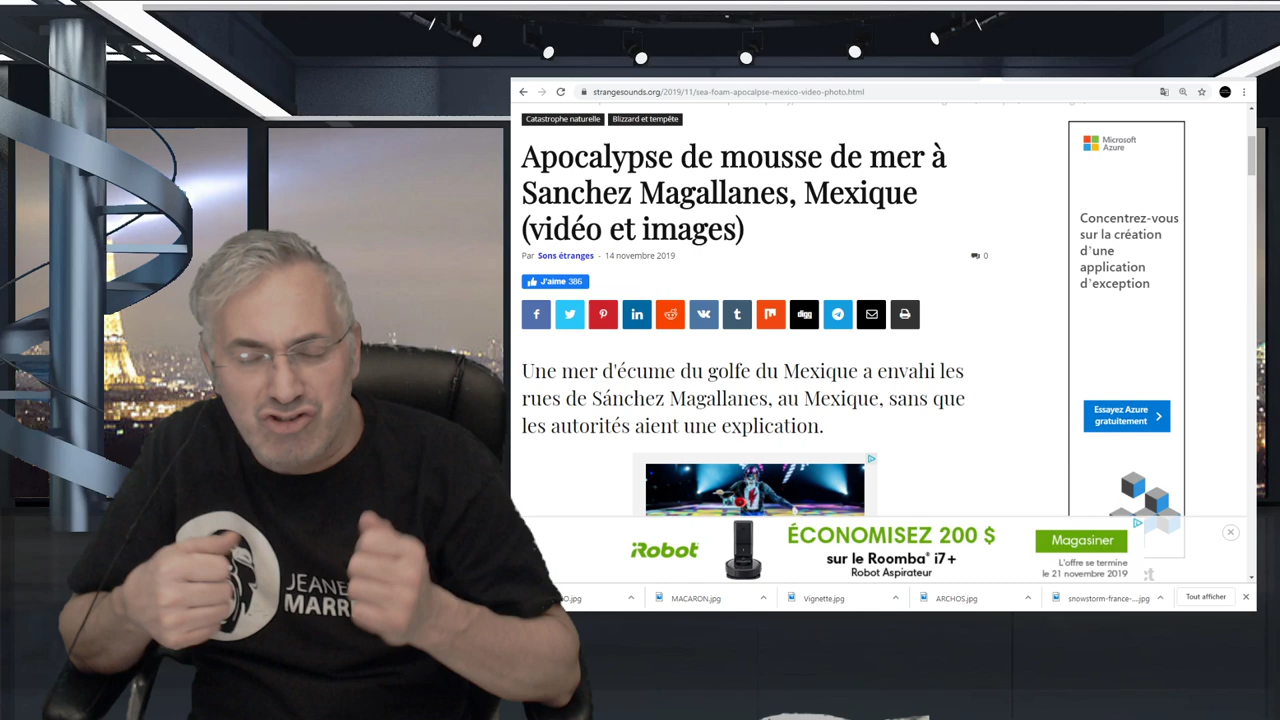 strangesounds.org/2019/11/sea-foam-apocalpse-mexico-video-photo.html
Catastrophe naturelle
Blizzard et tempête
Apocalypse de mousse de mer à
Sanchez Magallanes, Mexique
(vidéo et images)
Par Sons étranges - 14 novembre 2019
0
J'aime 386
digg
Une mer d'écume du golfe du Mexique a envahi les
rues de Sánchez Magallanes, au Mexique, sans que
les autorités aient une explication.
Microsoft
Azure
Concentrez-vous
sur la création
d'une
application
d'exception
Essayez Azure
gratuitement
iRobot
ÉCONOMISEZ 200 $
sur le Roomba® i7+
Robot Aspirateur
Magasiner
L'offre se termine
le 21 novembre 2019
MACARON.jpg
Vignette.jpg
ARCHOS.jpg
snowstorm-france-....jpg
Tout afficher